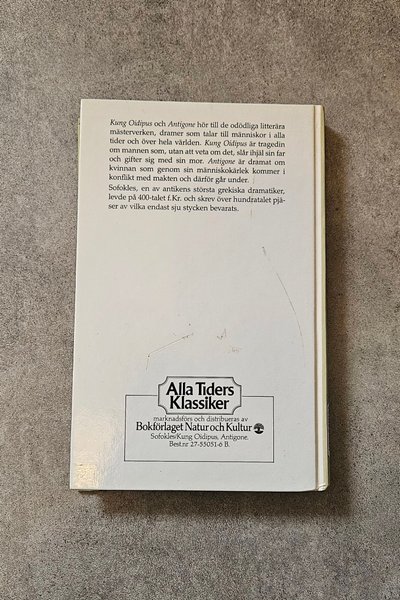 Kung Oidipus och Antigone hör till de odödliga litterära
mästerverken, dramer som talar till människor i alla
tider och över hela världen. Kung Oidipus är tragedin
om mannen som, utan att veta om det, slår ihjäl sin far
och gifter sig med sin mor. Antigone är dramat om
kvinnan som genom sin människokärlek kommer i
konflikt med makten och därför går under.
Sofokles, en av antikens största grekiska dramatiker,
levde på 400-talet f.Kr. och skrev över hundratalet pjä-
ser av vilka endast sju stycken bevarats.
Alla Tiders
Klassiker
marknadsförs och distribueras av
Bokförlaget Natur och Kultur
Sofokles/Kung Oidipus, Antigone.
Best.nr 27-55051-6 B.